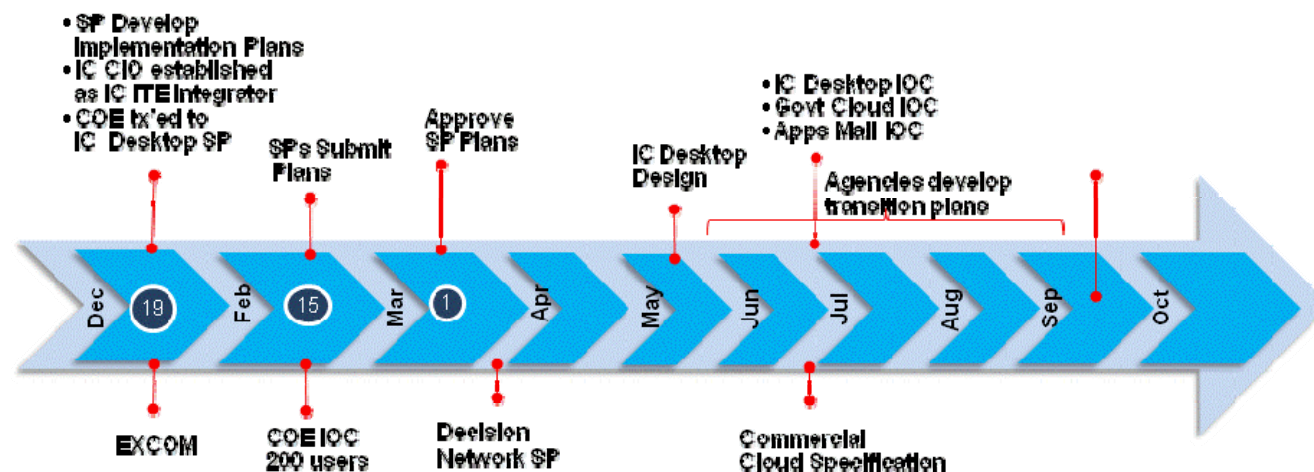 • SP Develop
Implementation Plans
• IC CIO established
as IC ITE Integrator
• COE tx'ed to
IC Desktop SP
SPs Submit
Plans
Approve
SP Plans
IC Desktop
Design
• IC Desktop IOC
• Govt Cloud IOC
• Apps Mall IOC
Agencies develop
transition plans
Dec
19
Feb
15
Mar
1
Apr
May
Jun
Jul
Aug
Sep
Oct
EXCOM
COE IOC
200 users
Decision
Network SP
Commercial
Cloud Specification